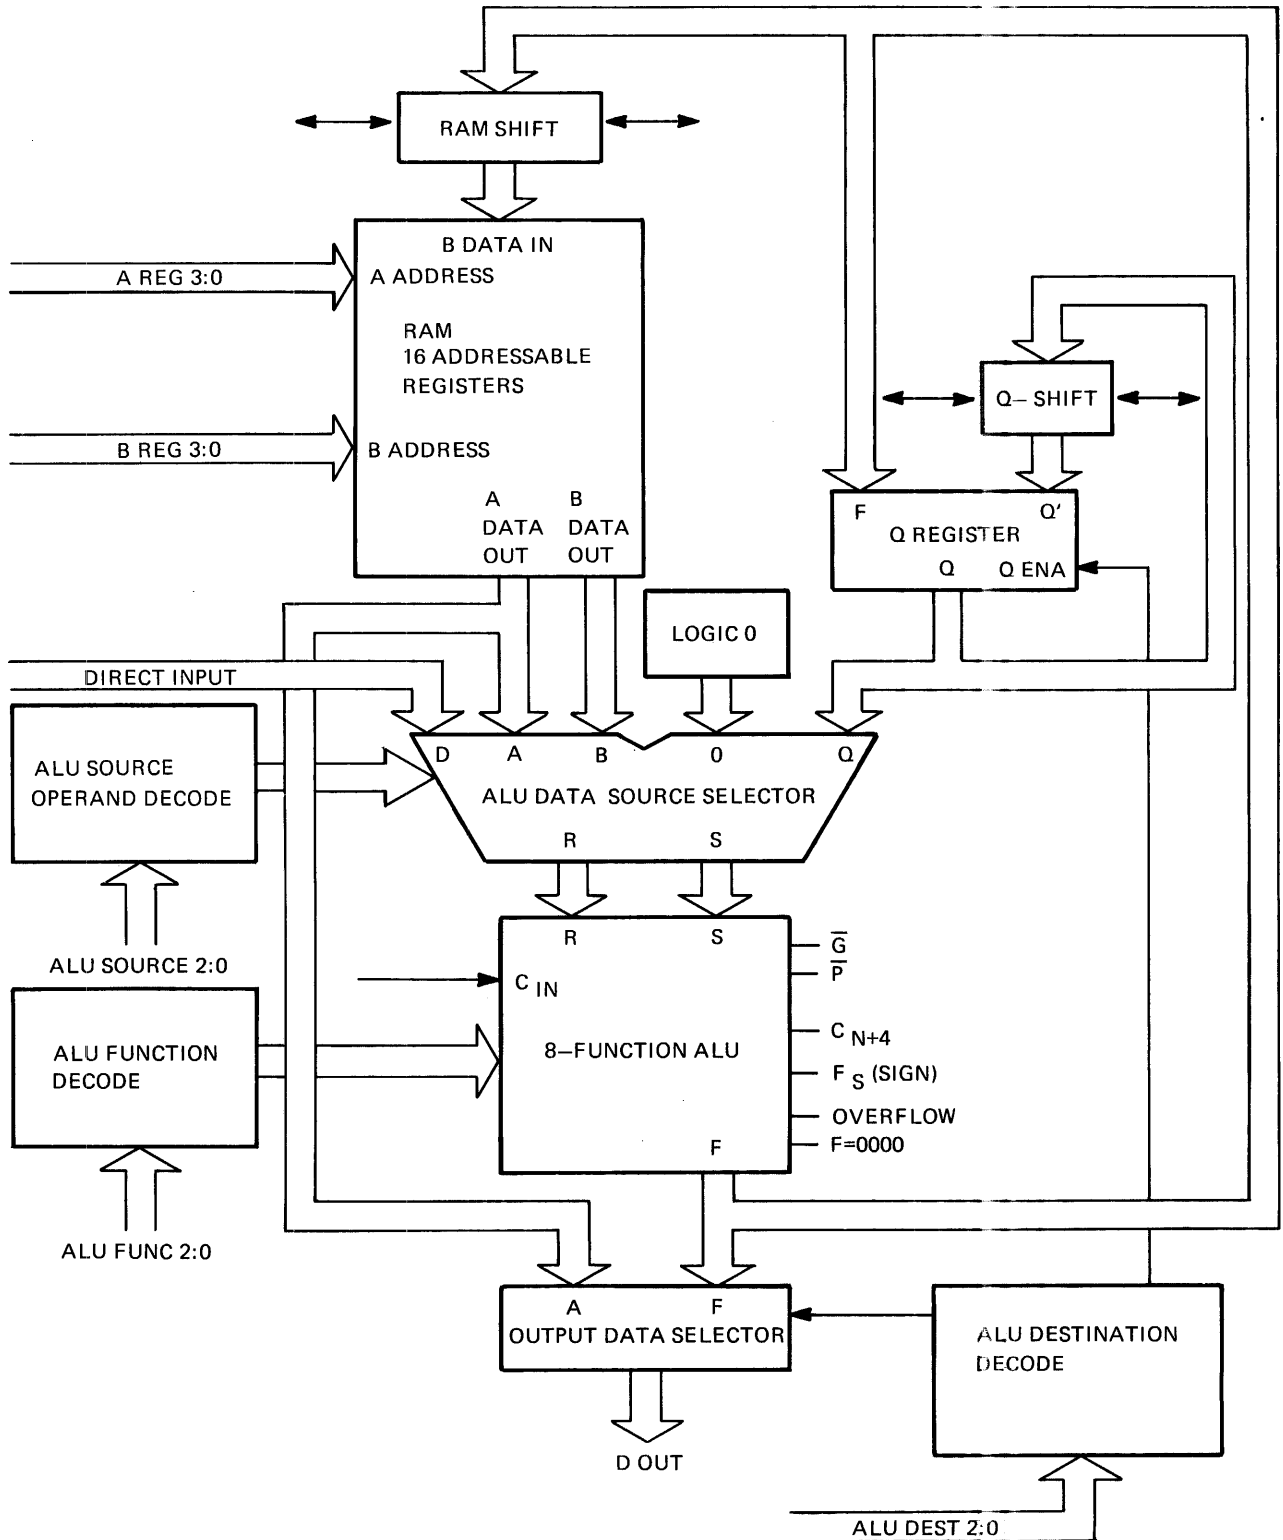 RAM SHIFT
B DATA IN
A REG 3:0
A ADDRESS
RAM
16 ADDRESSABLE
REGISTERS
Q– SHIFT
B REG 3:0
B ADDRESS
A
DATA
OUT
B
DATA
OUT
F
Q'
Q REGISTER
Q
Q ENA
LOGIC 0
DIRECT INPUT
D
A
B
0
Q
ALU SOURCE
OPERAND DECODE
ALU DATA SOURCE SELECTOR
R
S
ALU SOURCE 2:0
R
S
G̅
P̅
C IN
C N+4
8–FUNCTION ALU
ALU FUNCTION
DECODE
F S (SIGN)
OVERFLOW
F=0000
F
ALU FUNC 2:0
A
F
OUTPUT DATA SELECTOR
ALU DESTINATION
DECODE
D OUT
ALU DEST 2:0